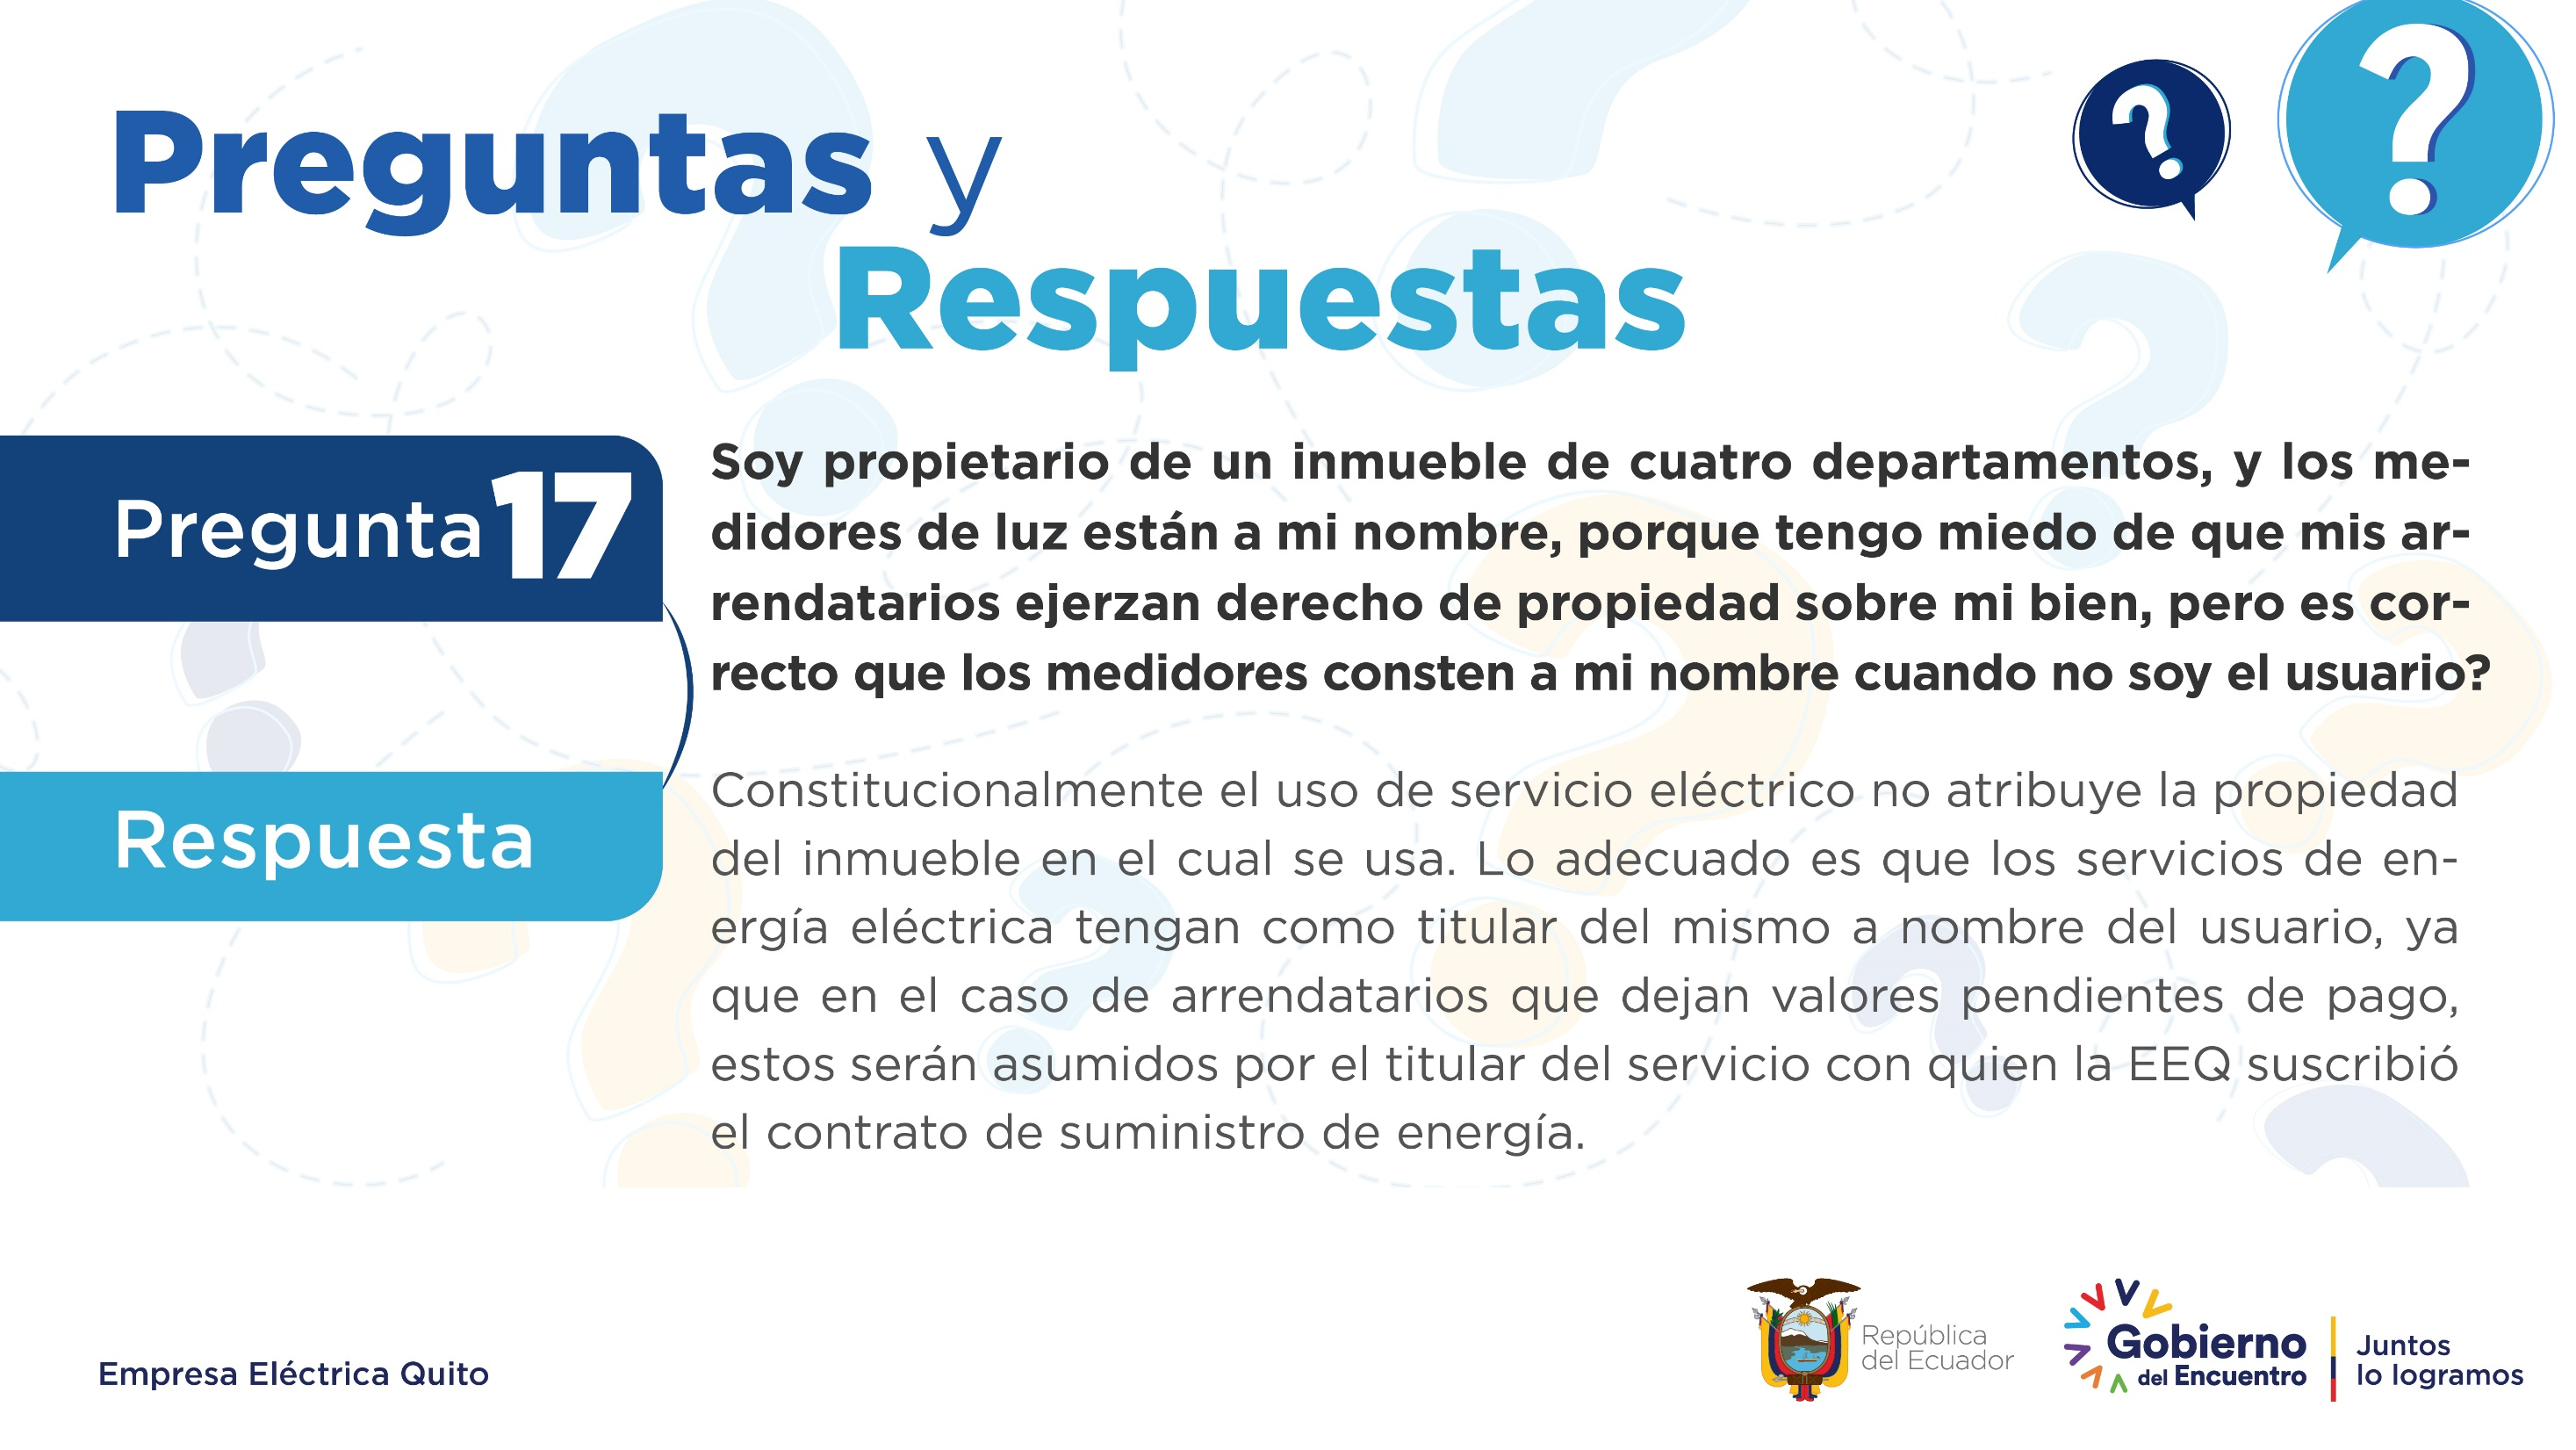 Preguntas y
Respuestas
Pregunta 17
Soy propietario de un inmueble de cuatro departamentos, y los me-
didores de luz están a mi nombre, porque tengo miedo de que mis ar-
rendatarios ejerzan derecho de propiedad sobre mi bien, pero es cor-
recto que los medidores consten a mi nombre cuando no soy el usuario?
Respuesta
Constitucionalmente el uso de servicio eléctrico no atribuye la propiedad
del inmueble en el cual se usa. Lo adecuado es que los servicios de en-
ergía eléctrica tengan como titular del mismo a nombre del usuario, ya
que en el caso de arrendatarios que dejan valores pendientes de pago,
estos serán asumidos por el titular del servicio con quien la EEQ suscribió
el contrato de suministro de energía.
Empresa Eléctrica Quito
República
del Ecuador
Gobierno
del Encuentro
Juntos
lo logramos